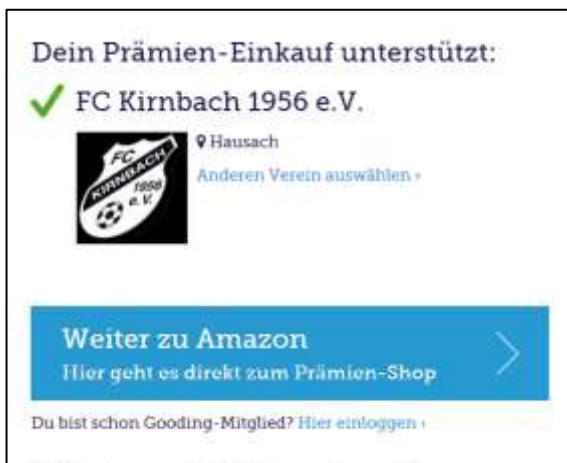 Dein Prämien-Einkauf unterstützt:
FC Kirnbach 1956 e.V.
FC
KIRNBACH
1956
e.V.
Hausach
Anderen Verein auswählen ›
Weiter zu Amazon
Hier geht es direkt zum Prämien-Shop
Du bist schon Gooding-Mitglied? Hier einloggen ›